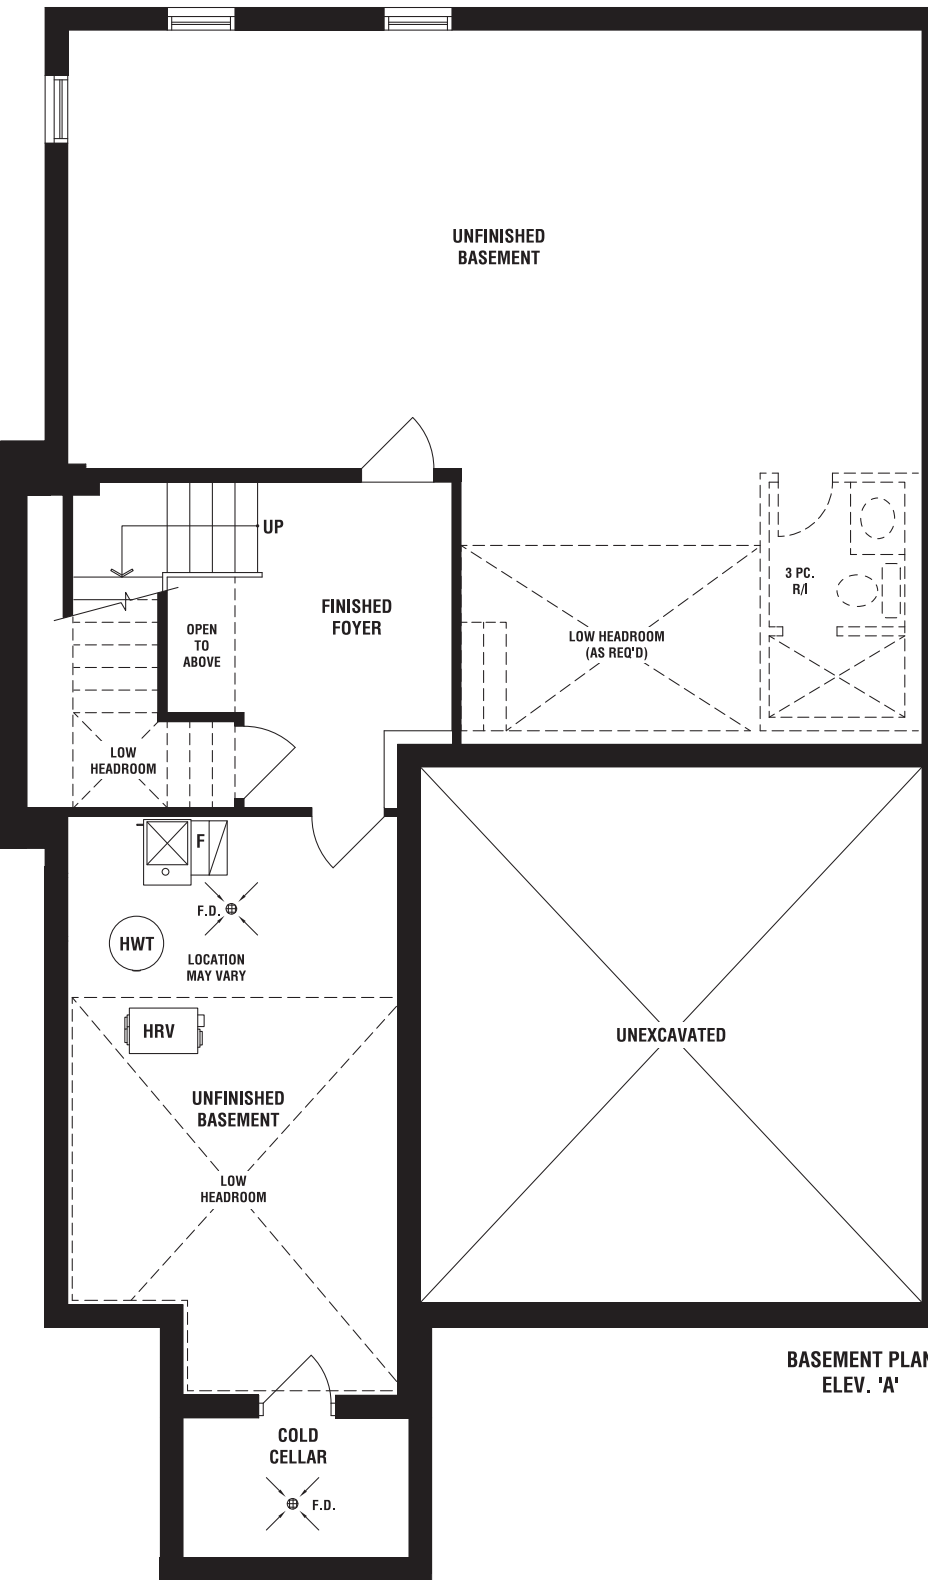 UNFINISHED
BASEMENT
UP
3 PC.
R/I
FINISHED
FOYER
OPEN
TO
ABOVE
LOW HEADROOM
(AS REQ'D)
LOW
HEADROOM
F
F.D.
HWT
LOCATION
MAY VARY
HRV
UNEXCAVATED
UNFINISHED
BASEMENT
LOW
HEADROOM
BASEMENT PLAN
ELEV. 'A'
COLD
CELLAR
F.D.